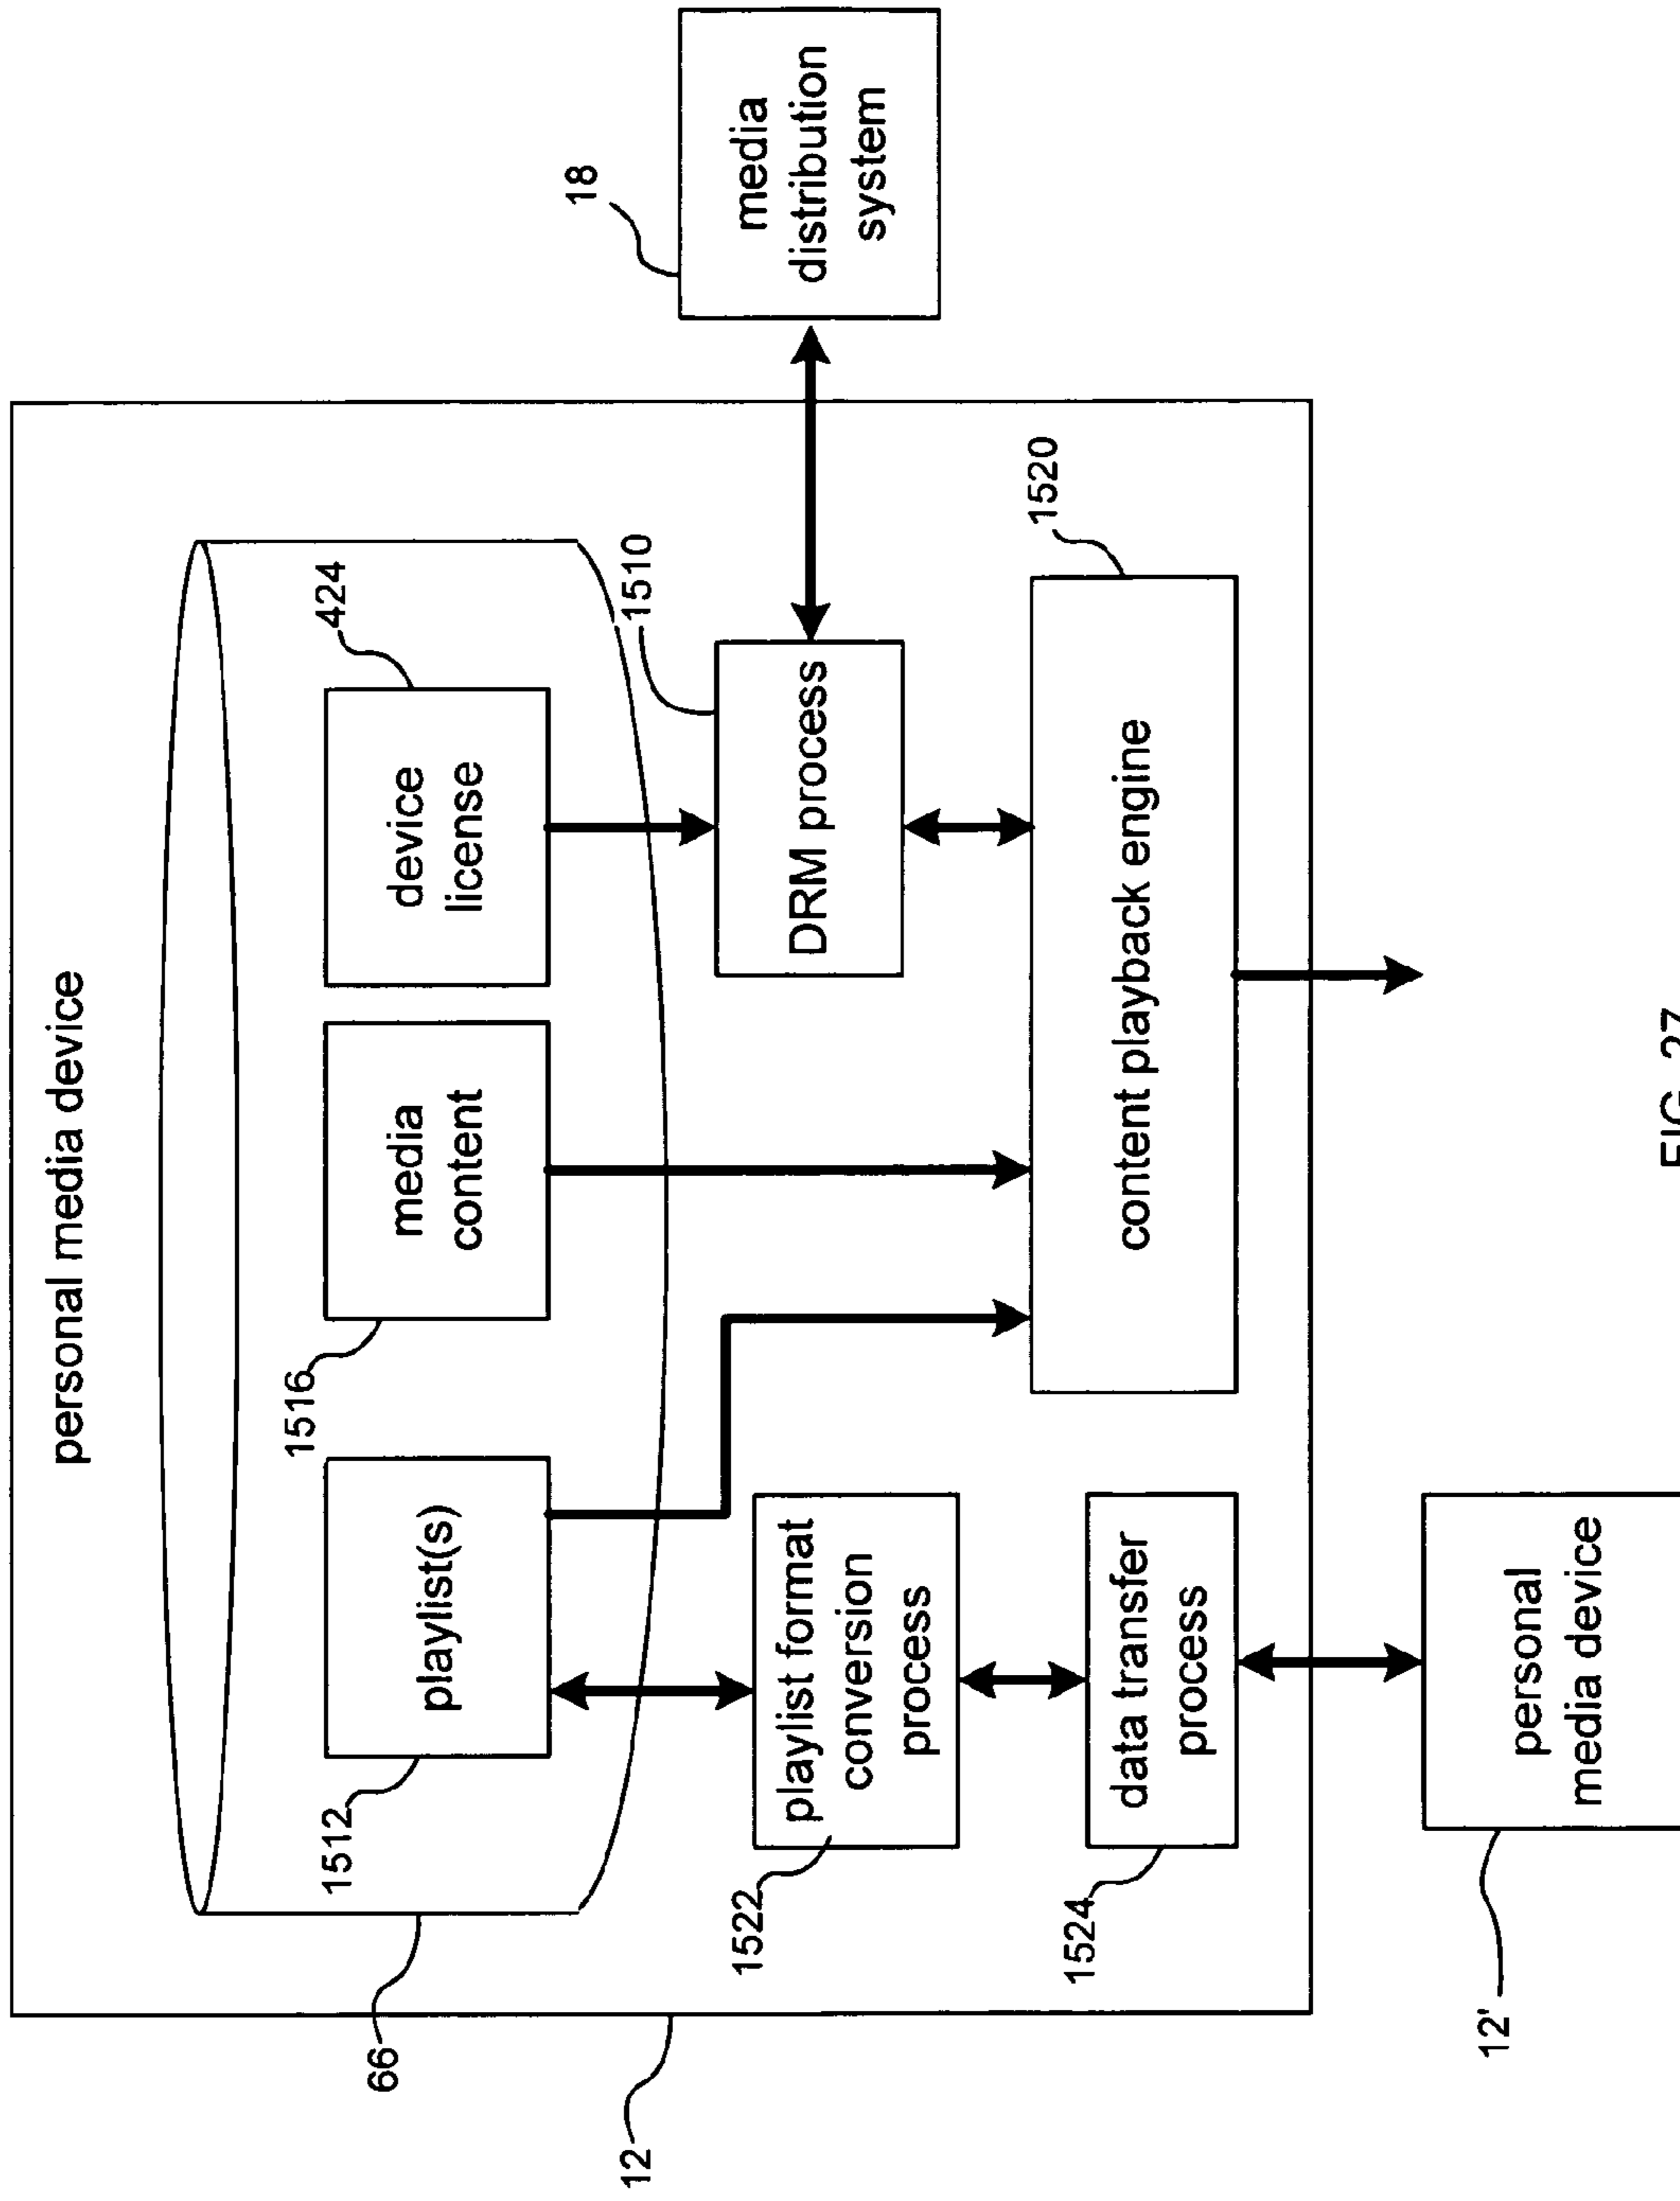 personal media device
66
12
1512
playlist(s)
1516
media
content
device
license
424
1522
playlist format
conversion
process
DRM process
1510
18
media
distribution
system
1524
data transfer
process
content playback engine
1520
12'
personal
media device
FIG. 27